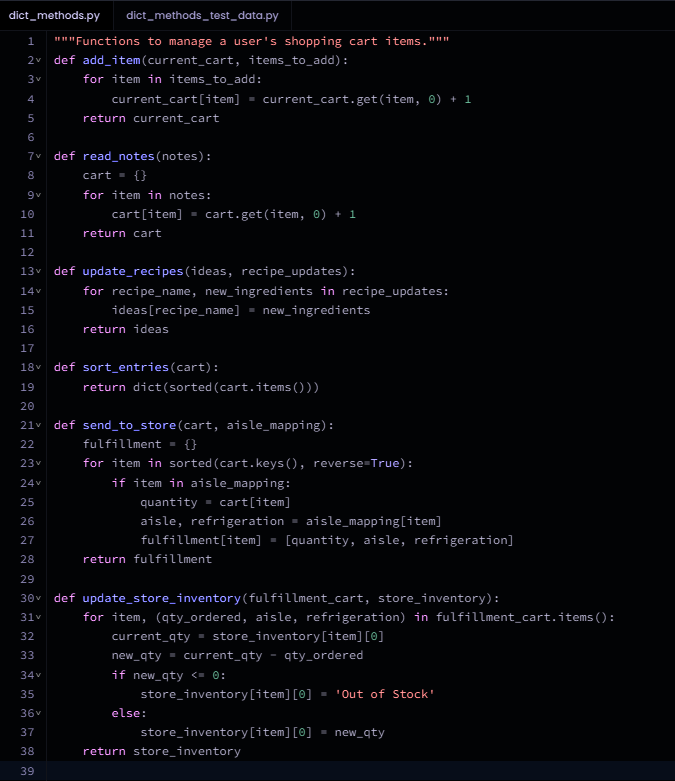 dict_methods.py dict_methods_test_data.py
1 """Functions to manage a user's shopping cart items."""
2 def add_item(current_cart, items_to_add):
3     for item in items_to_add:
4         current_cart[item] = current_cart.get(item, 0) + 1
5     return current_cart
6
7 def read_notes(notes):
8     cart = {}
9     for item in notes:
10         cart[item] = cart.get(item, 0) + 1
11     return cart
12
13 def update_recipes(ideas, recipe_updates):
14     for recipe_name, new_ingredients in recipe_updates:
15         ideas[recipe_name] = new_ingredients
16     return ideas
17
18 def sort_entries(cart):
19     return dict(sorted(cart.items()))
20
21 def send_to_store(cart, aisle_mapping):
22     fulfillment = {}
23     for item in sorted(cart.keys(), reverse=True):
24         if item in aisle_mapping:
25             quantity = cart[item]
26             aisle, refrigeration = aisle_mapping[item]
27             fulfillment[item] = [quantity, aisle, refrigeration]
28     return fulfillment
29
30 def update_store_inventory(fulfillment_cart, store_inventory):
31     for item, (qty_ordered, aisle, refrigeration) in fulfillment_cart.items():
32         current_qty = store_inventory[item][0]
33         new_qty = current_qty - qty_ordered
34         if new_qty <= 0:
35             store_inventory[item][0] = 'Out of Stock'
36         else:
37             store_inventory[item][0] = new_qty
38     return store_inventory
39